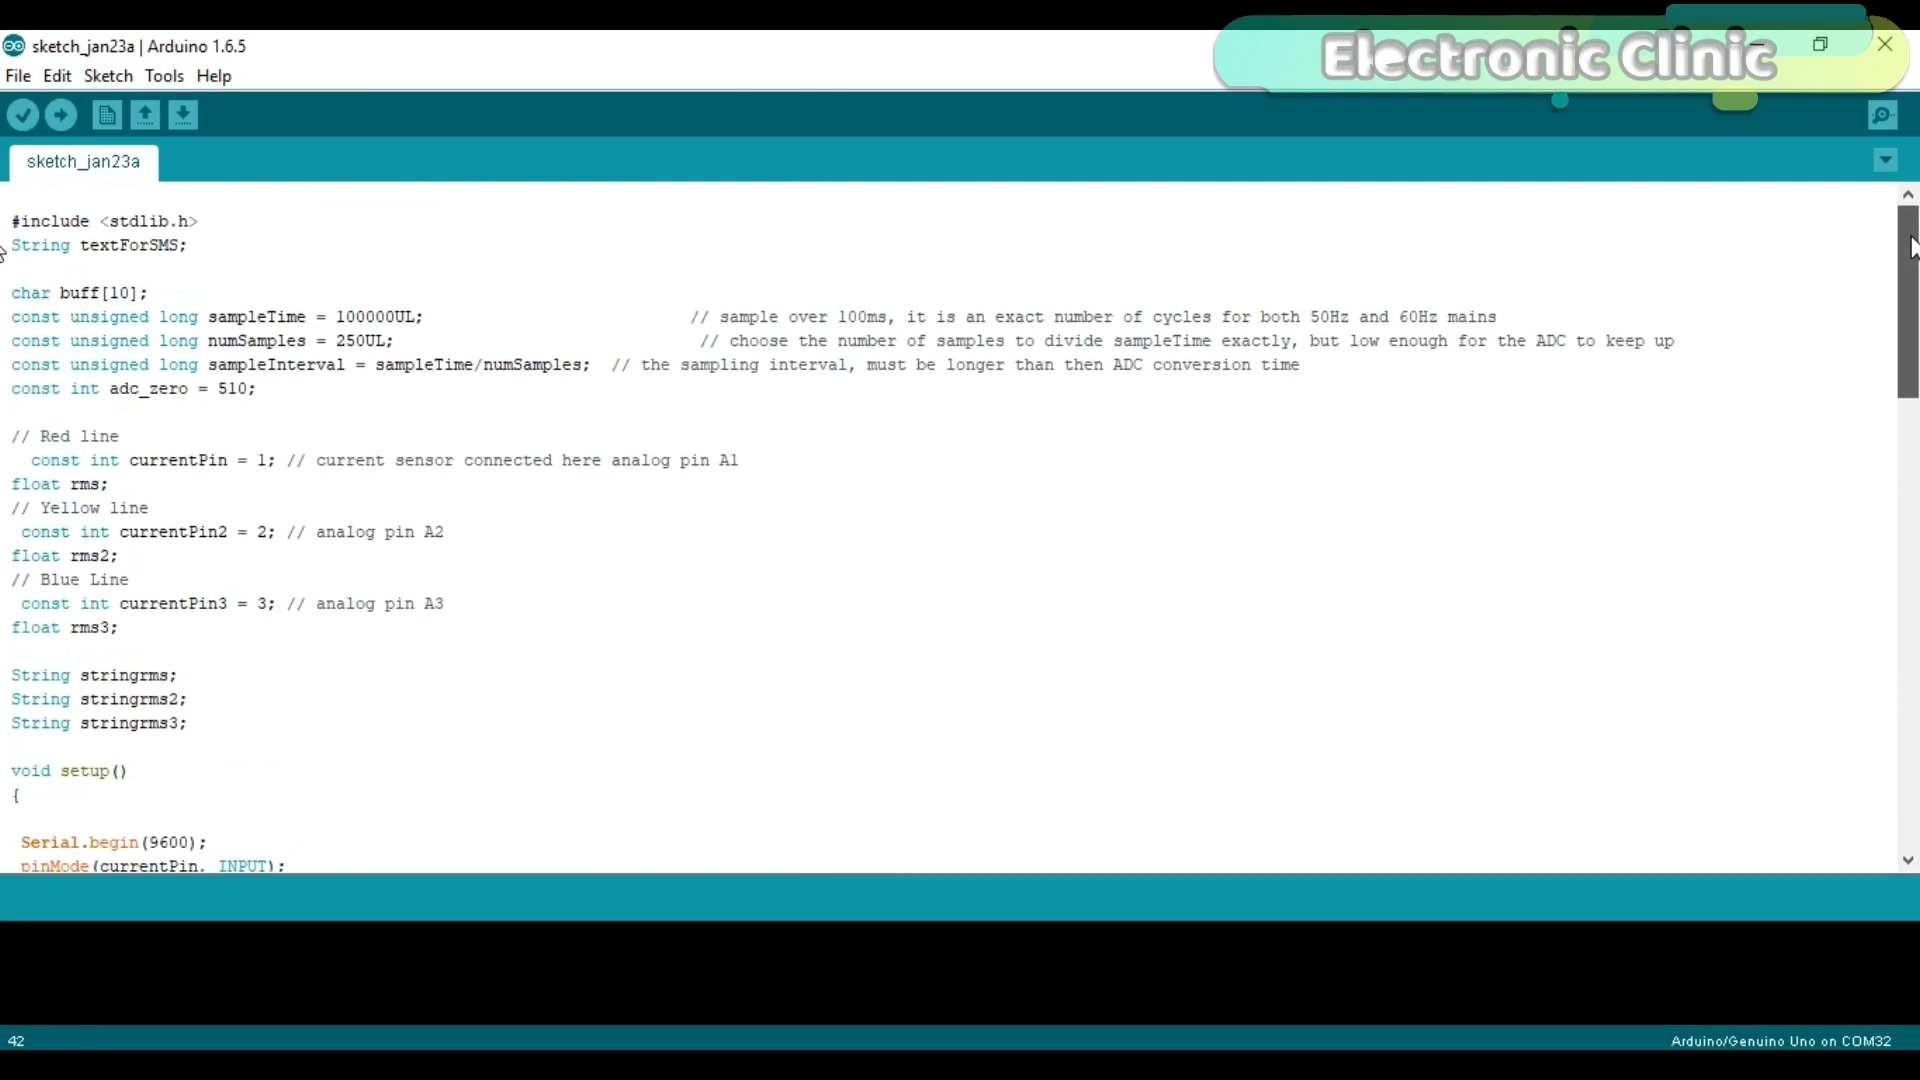 Electronic Clinic
sketch_jan23a | Arduino 1.6.5
File Edit Sketch Tools Help
sketch_jan23a
#include <stdlib.h>
String textForSMS;
char buff[10];
const unsigned long sampleTime = 100000UL; // sample over 100ms, it is an exact number of cycles for both 50Hz and 60Hz mains
const unsigned long numSamples = 250UL; // choose the number of samples to divide sampleTime exactly, but low enough for the ADC to keep up
const unsigned long sampleInterval = sampleTime/numSamples; // the sampling interval, must be longer than then ADC conversion time
const int adc_zero = 510;
// Red line
const int currentPin = 1; // current sensor connected here analog pin A1
float rms;
// Yellow line
const int currentPin2 = 2; // analog pin A2
float rms2;
// Blue Line
const int currentPin3 = 3; // analog pin A3
float rms3;
String stringrms;
String stringrms2;
String stringrms3;
void setup()
{
Serial.begin(9600);
pinMode(currentPin, INPUT);
42
Arduino/Genuino Uno on COM32